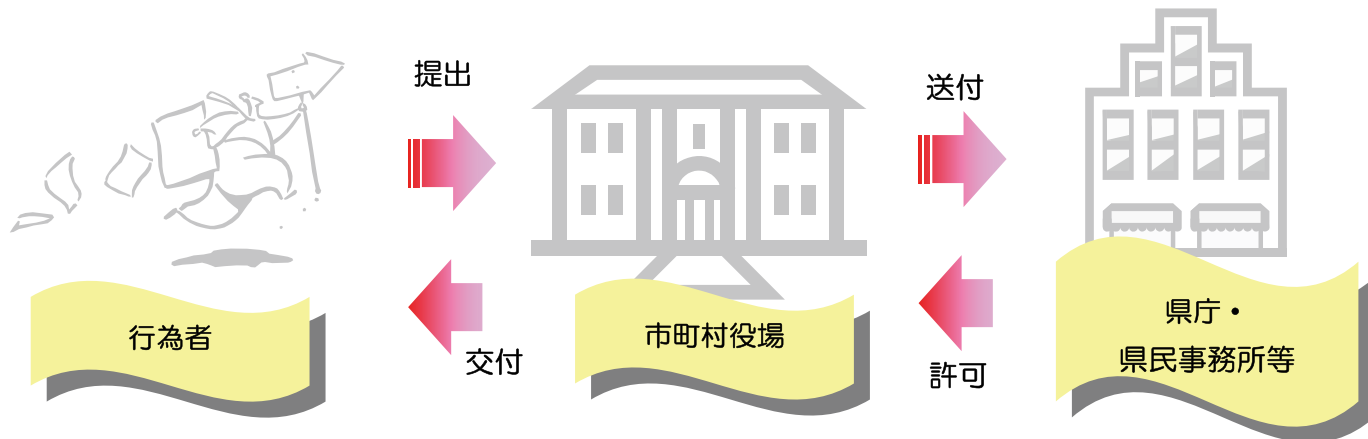 提出
送付
行為者
市町村役場
県庁・
県民事務所等
交付
許可